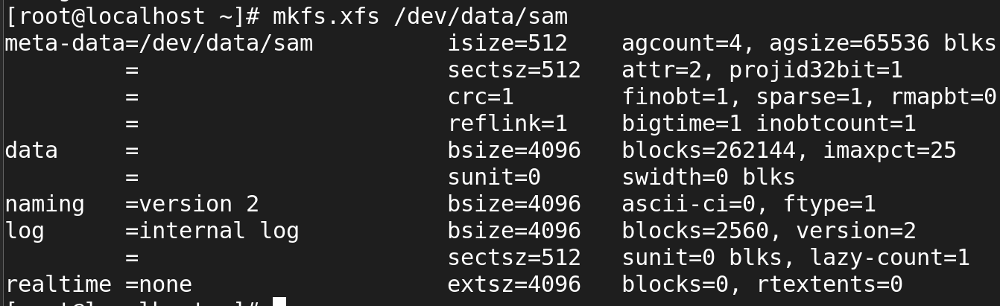 [root@localhost ~]# mkfs.xfs /dev/data/sam
meta-data=/dev/data/sam          isize=512    agcount=4, agsize=65536 blks
         =                       sectsz=512   attr=2, projid32bit=1
         =                       crc=1        finobt=1, sparse=1, rmapbt=0
         =                       reflink=1    bigtime=1 inobtcount=1
data     =                       bsize=4096   blocks=262144, imaxpct=25
         =                       sunit=0      swidth=0 blks
naming   =version 2              bsize=4096   ascii-ci=0, ftype=1
log      =internal log           bsize=4096   blocks=2560, version=2
         =                       sectsz=512   sunit=0 blks, lazy-count=1
realtime =none                   extsz=4096   blocks=0, rtextents=0